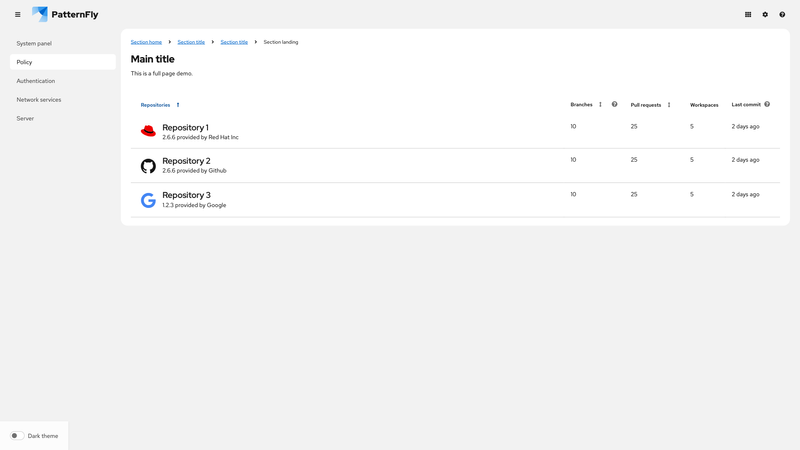 PatternFly
System panel
Policy
Authentication
Network services
Server
Section home Section title Section title Section landing
Main title
This is a full page demo.
Repositories Branches Pull requests Workspaces Last commit
Repository 1
2.6.6 provided by Red Hat Inc
10 25 5 2 days ago
Repository 2
2.6.6 provided by Github
10 25 5 2 days ago
Repository 3
1.2.3 provided by Google
10 25 5 2 days ago
Dark theme